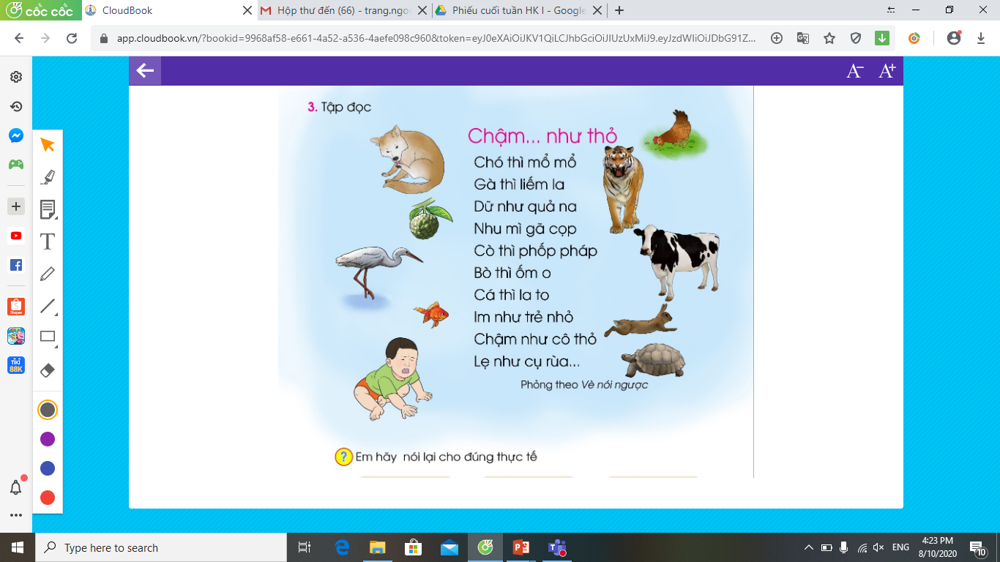 cốc cốc
CloudBook
Hộp thư đến (66) - trang.ngo
Phiếu cuối tuần HK I - Google
app.cloudbook.vn/?bookid=9968af58-e661-4a52-a536-4aefe098c960&token=eyJ0eXAiOiJKV1QiLCJhbGciOiJIUzUxMiJ9.eyJzdWIiOiJDbG91Z...
A− A+
3. Tập đọc
Chậm... như thỏ
Chó thì mổ mổ
Gà thì liếm la
Dữ như quả na
Nhu mì gã cọp
Cò thì phốp pháp
Bò thì ốm o
Cá thì la to
Im như trẻ nhỏ
Chậm như cô thỏ
Lẹ như cụ rùa...
Phỏng theo Vè nói ngược
? Em hãy nói lại cho đúng thực tế
T
Shopee
TIKI
88K
Type here to search
ENG
4:23 PM
8/10/2020
10